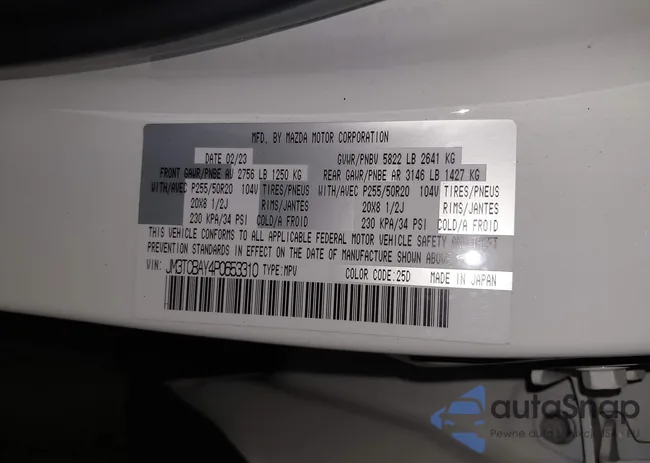 MFD. BY MAZDA MOTOR CORPORATION
DATE 02/23 GVWR/PNBV 5822 LB 2641 KG
FRONT GAWR/PNBE AV 2756 LB 1250 KG REAR GAWR/PNBE AR 3146 LB 1427 KG
WITH/AVEC P255/50R20 104V TIRES/PNEUS WITH/AVEC P255/50R20 104V TIRES/PNEUS
20X8 1/2J RIMS/JANTES 20X8 1/2J RIMS/JANTES
230 KPA/34 PSI COLD/A FROID 230 KPA/34 PSI COLD/A FROID
THIS VEHICLE CONFORMS TO ALL APPLICABLE FEDERAL MOTOR VEHICLE SAFETY AND THEFT
PREVENTION STANDARDS IN EFFECT ON THE DATE OF MANUFACTURE SHOWN ABOVE.
VIN: JM3TCBAY4P0653310 TYPE:MPV COLOR CODE:25D MADE IN JAPAN
autoSnap
Pewne auta z